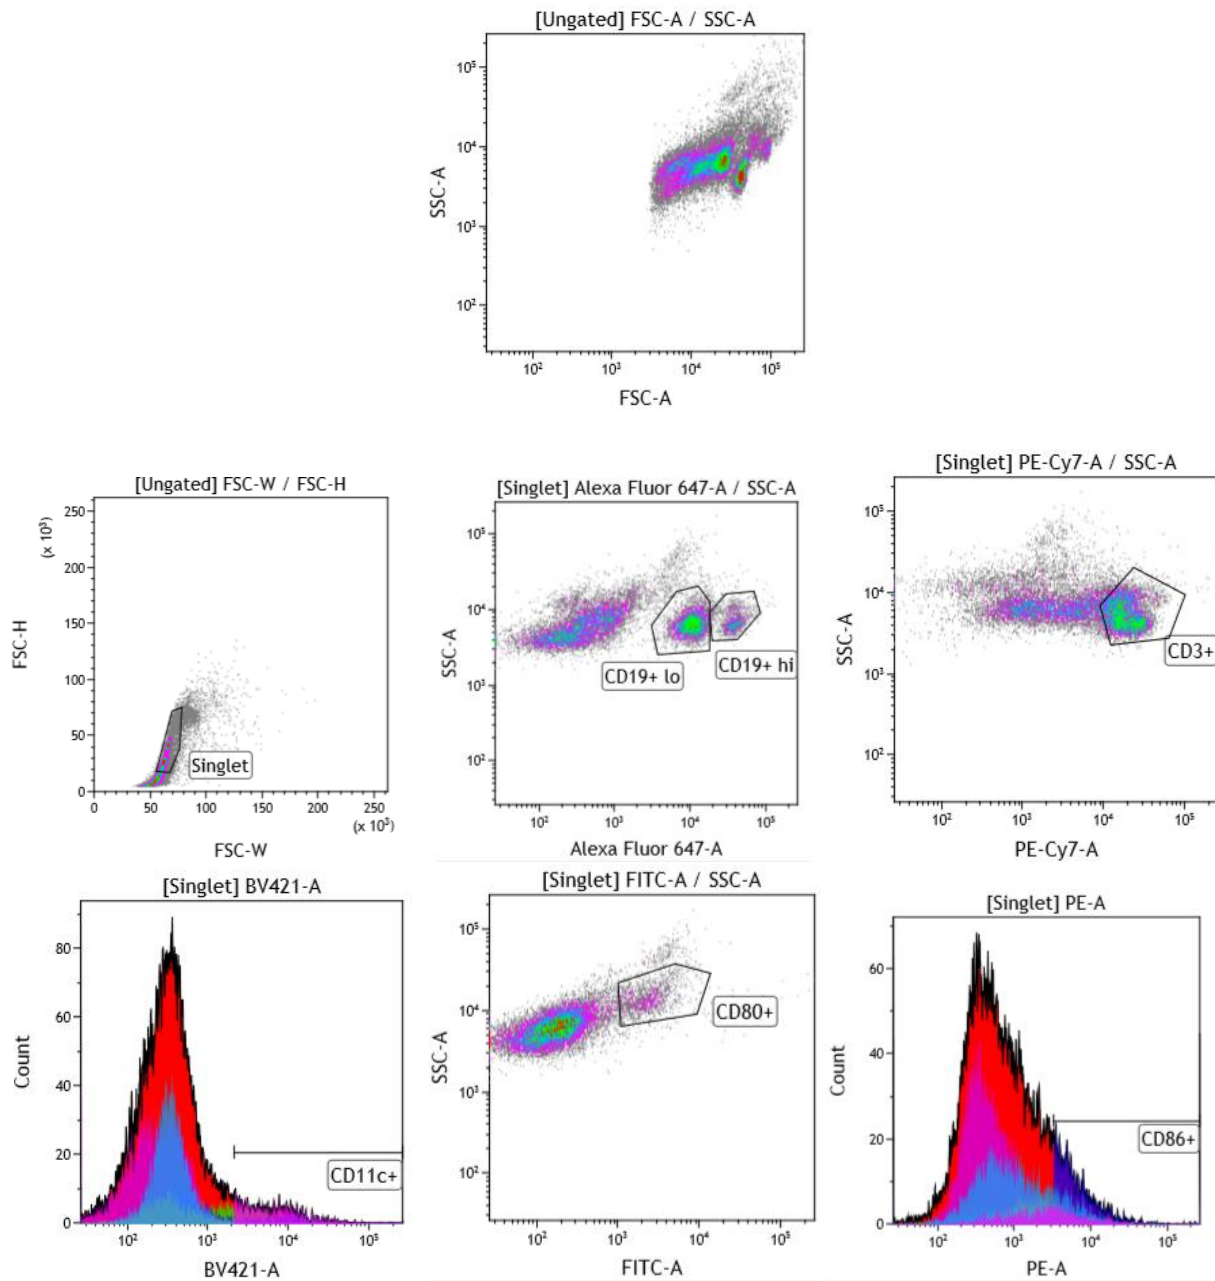 [Ungated] FSC-A / SSC-A
10⁵
10⁴
10³
10²
SSC-A
10² 10³ 10⁴ 10⁵
FSC-A
[Ungated] FSC-W / FSC-H
250
(x 10³)
200
150
100
50
0
FSC-H
Singlet
0 50 100 150 200 250
(x 10³)
FSC-W
[Singlet] Alexa Fluor 647-A / SSC-A
10⁵
10⁴
10³
10²
SSC-A
CD19+ lo
CD19+ hi
10² 10³ 10⁴ 10⁵
Alexa Fluor 647-A
[Singlet] PE-Cy7-A / SSC-A
10⁵
10⁴
10³
10²
SSC-A
CD3+
10² 10³ 10⁴ 10⁵
PE-Cy7-A
[Singlet] BV421-A
80
60
40
20
0
Count
CD11c+
10² 10³ 10⁴ 10⁵
BV421-A
[Singlet] FITC-A / SSC-A
10⁵
10⁴
10³
10²
SSC-A
CD80+
10² 10³ 10⁴ 10⁵
FITC-A
[Singlet] PE-A
60
40
20
0
Count
CD86+
10² 10³ 10⁴ 10⁵
PE-A